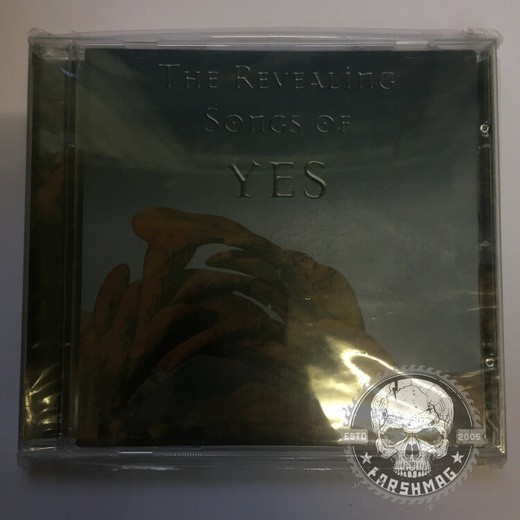 The Revealing
Songs of
YES
ESTD 2005
FARSHMAG